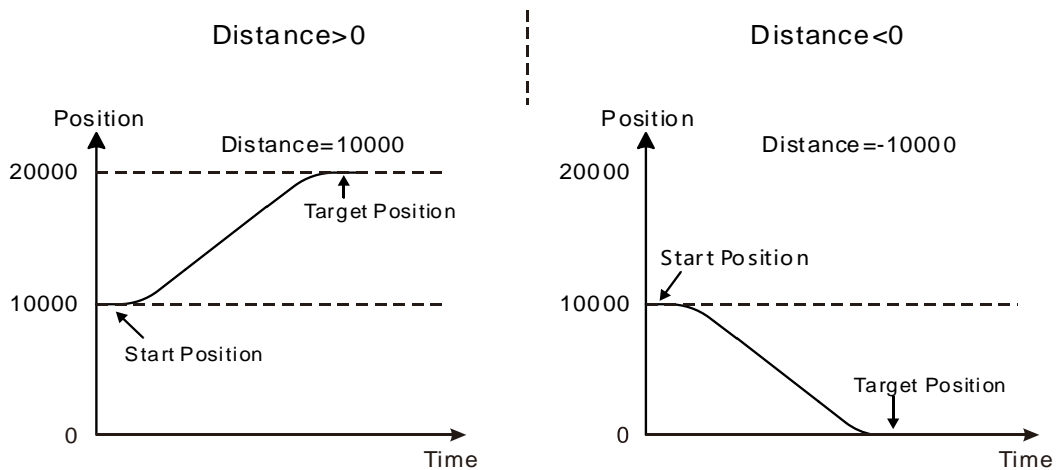 Distance>0
Position
Distance=10000
20000
Target Position
10000
Start Position
0
Time
Distance<0
Position
Distance=-10000
20000
Start Position
10000
Target Position
0
Time